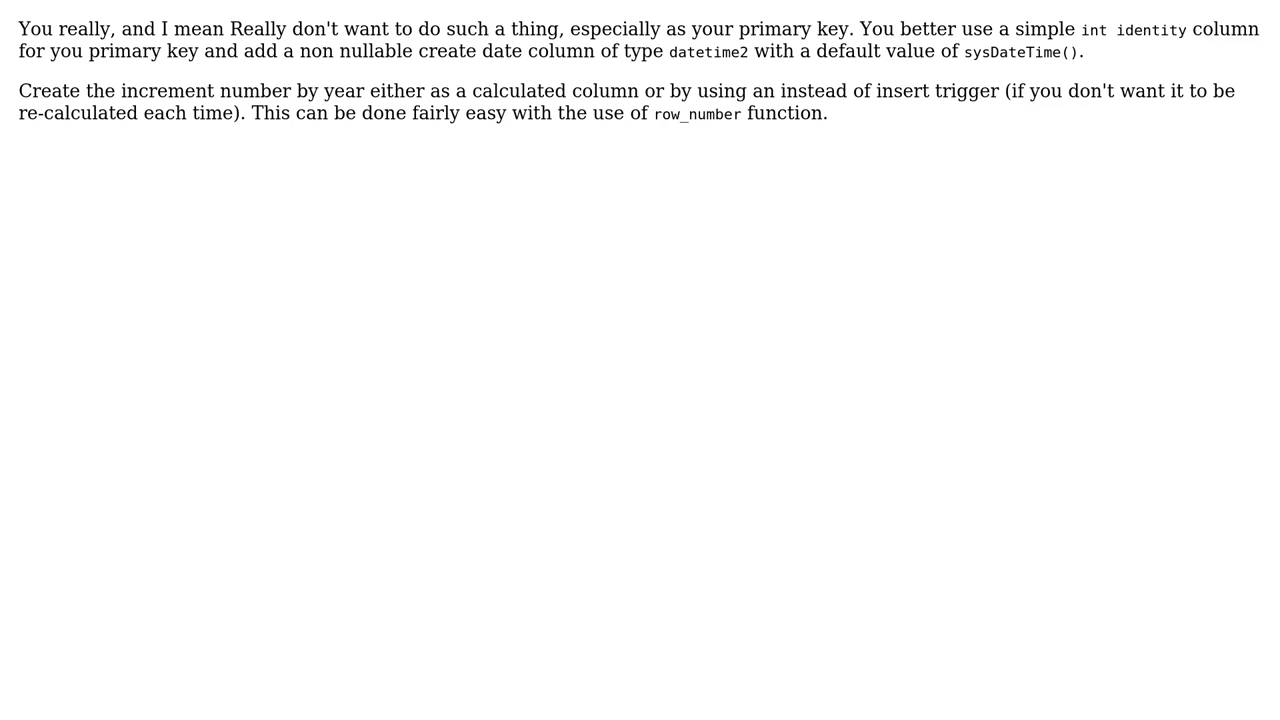 You really, and I mean Really don't want to do such a thing, especially as your primary key. You better use a simple int identity column
for you primary key and add a non nullable create date column of type datetime2 with a default value of sysDateTime().
Create the increment number by year either as a calculated column or by using an instead of insert trigger (if you don't want it to be
re-calculated each time). This can be done fairly easy with the use of row_number function.